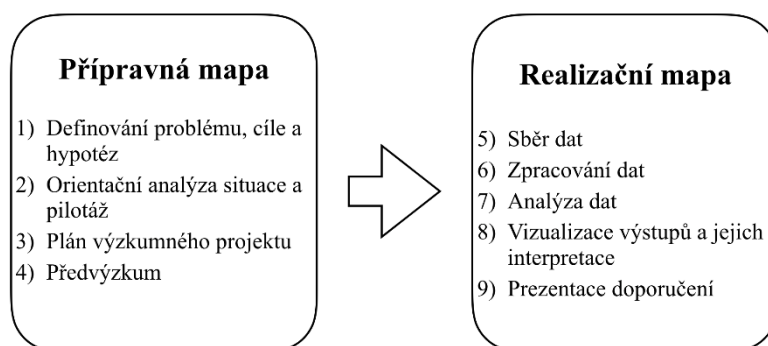 Přípravná mapa
1) Definování problému, cíle a
hypotéz
2) Orientační analýza situace a
pilotáž
3) Plán výzkumného projektu
4) Předvýzkum
Realizační mapa
5) Sběr dat
6) Zpracování dat
7) Analýza dat
8) Vizualizace výstupů a jejich
interpretace
9) Prezentace doporučení